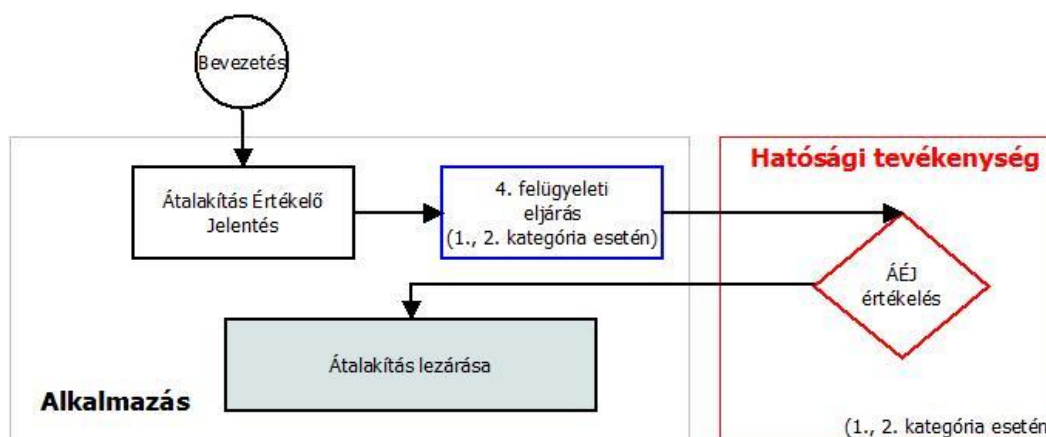 Bevezetés
Hatósági tevékenység
Átalakítás Értékelő
Jelentés
4. felügyeleti
eljárás
(1., 2. kategória esetén)
ÁÉJ
értékelés
Átalakítás lezárása
Alkalmazás
(1., 2. kategória esetén